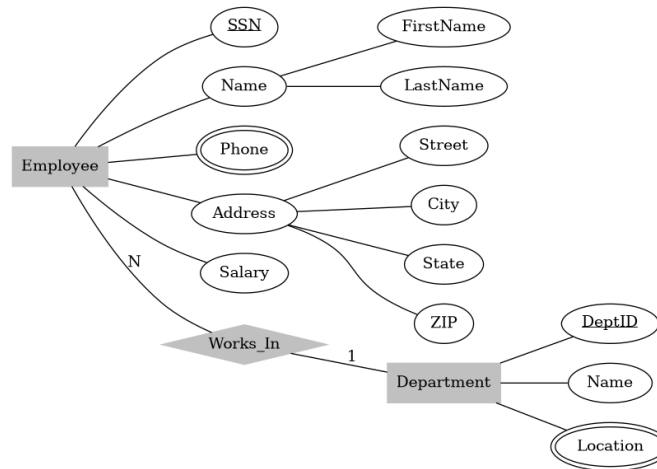 SSN
FirstName
Name
LastName
Phone
Street
Employee
City
Address
State
Salary
N
ZIP
DeptID
Works_In
1
Department
Name
Location